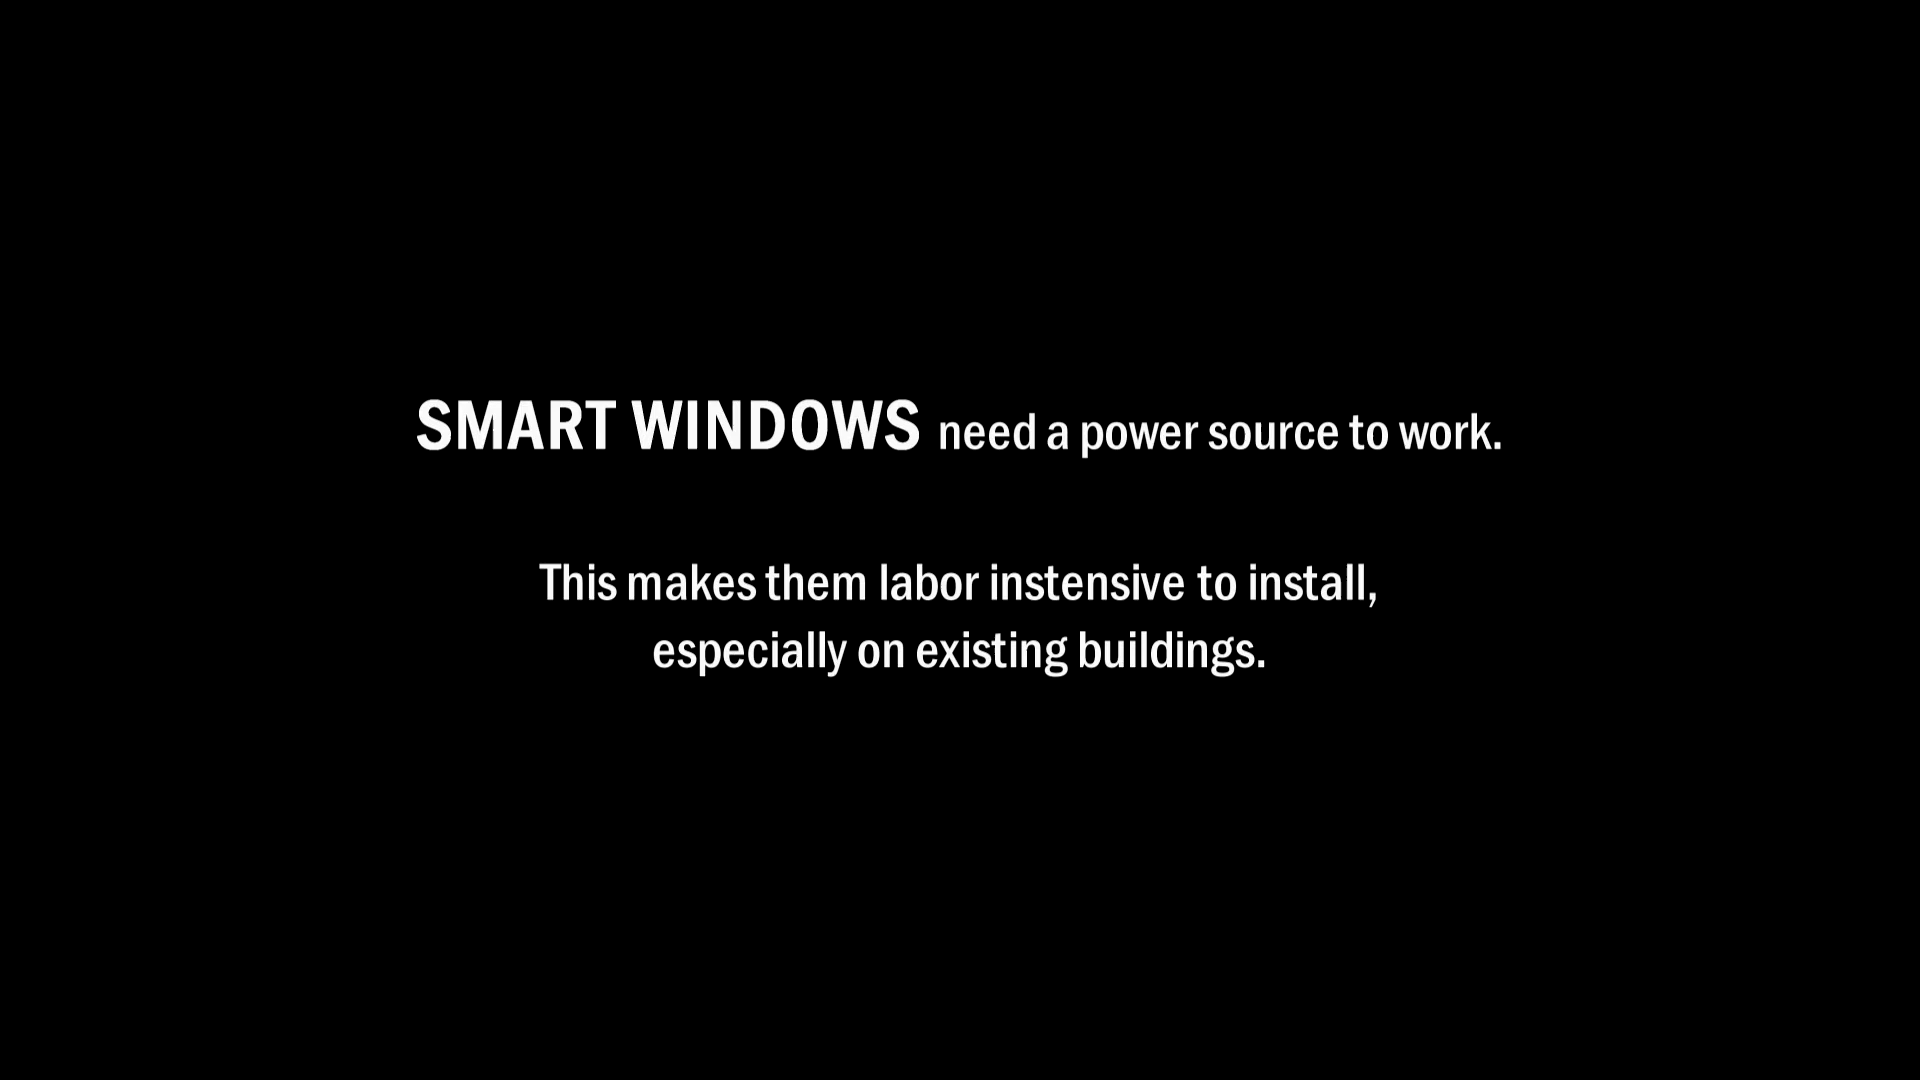 SMART WINDOWS need a power source to work.
This makes them labor instensive to install,
especially on existing buildings.